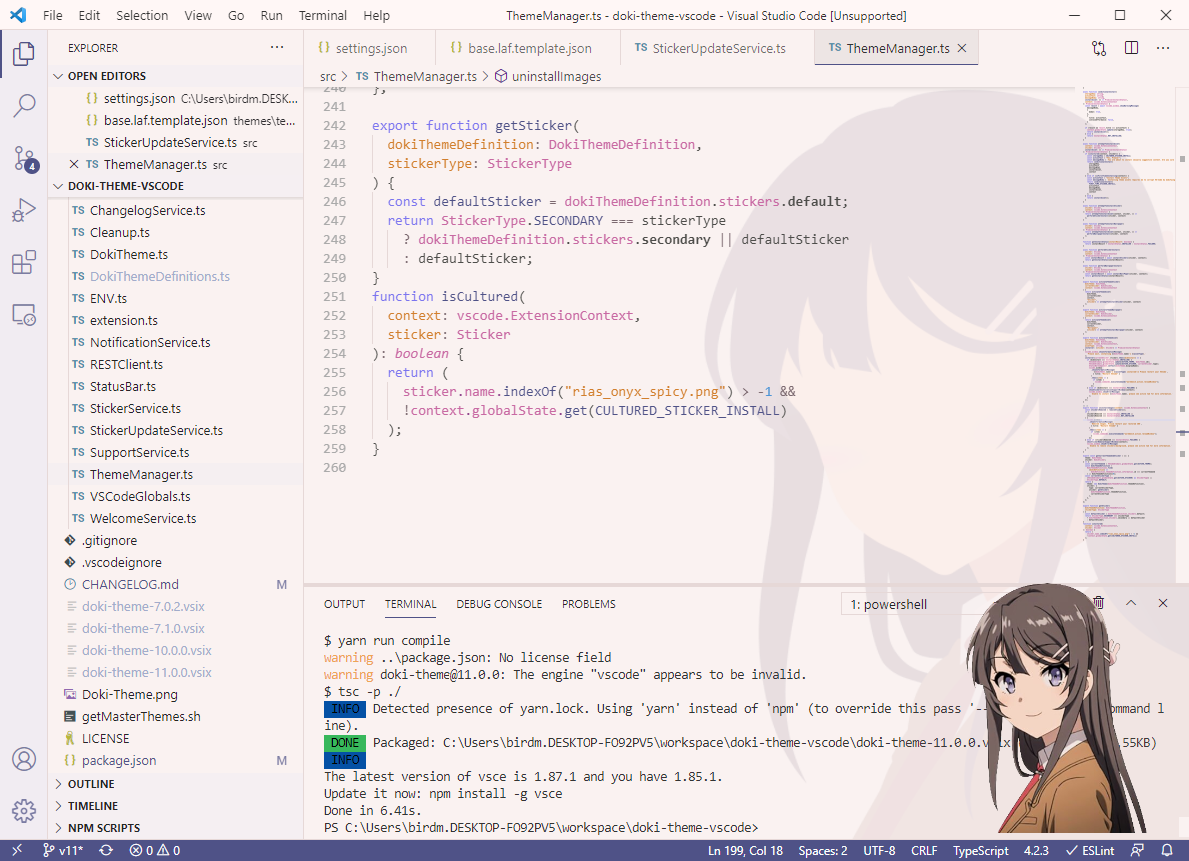 File Edit Selection View Go Run Terminal Help ThemeManager.ts - doki-theme-vscode - Visual Studio Code [Unsupported]
EXPLORER
OPEN EDITORS
settings.json C:\Users\birdm.DESK...
base.laf.template.json themes\te...
StickerUpdateService.ts src
TS ThemeManager.ts src
4
DOKI-THEME-VSCODE
TS ChangelogService.ts
TS Cleanup.ts
TS DokiTheme.ts
TS DokiThemeDefinitions.ts
TS ENV.ts
TS extension.ts
TS NotificationService.ts
TS RESTClient.ts
TS StatusBar.ts
TS StickerService.ts
TS StickerUpdateService.ts
TS SupportService.ts
TS ThemeManager.ts
TS VSCodeGlobals.ts
TS WelcomeService.ts
.gitignore
.vscodeignore
CHANGELOG.md M
doki-theme-7.0.2.vsix
doki-theme-7.1.0.vsix
doki-theme-10.0.0.vsix
doki-theme-11.0.0.vsix
Doki-Theme.png
getMasterThemes.sh
LICENSE
{} package.json M
OUTLINE
TIMELINE
NPM SCRIPTS
{} settings.json {} base.laf.template.json TS StickerUpdateService.ts TS ThemeManager.ts
src > TS ThemeManager.ts > uninstallImages
240 };
241
242 export function getSticker(
243 dokiThemeDefinition: DokiThemeDefinition,
244 stickerType: StickerType
245 ) {
246 const defaultSticker = dokiThemeDefinition.stickers.default;
247 return StickerType.SECONDARY === stickerType
248 ? dokiThemeDefinition.stickers.secondary || defaultSticker
249 : defaultSticker;
250 }
251 function isCultured(
252 context: vscode.ExtensionContext,
253 sticker: Sticker
254 ): boolean {
255 return (
256 sticker.name.indexOf("rias_onyx_spicy.png") > -1 &&
257 !context.globalState.get(CULTURED_STICKER_INSTALL)
258 );
259 }
260
OUTPUT TERMINAL DEBUG CONSOLE PROBLEMS 1: powershell
$ yarn run compile
warning ..\package.json: No license field
warning doki-theme@11.0.0: The engine "vscode" appears to be invalid.
$ tsc -p ./
INFO Detected presence of yarn.lock. Using 'yarn' instead of 'npm' (to override this pass '-- ommand l
ine).
DONE Packaged: C:\Users\birdm.DESKTOP-FO92PV5\workspace\doki-theme-vscode\doki-theme-11.0.0.vsix 55KB)
INFO
The latest version of vsce is 1.87.1 and you have 1.85.1.
Update it now: npm install -g vsce
Done in 6.41s.
PS C:\Users\birdm.DESKTOP-FO92PV5\workspace\doki-theme-vscode>
v11* 0 0 Ln 199, Col 18 Spaces: 2 UTF-8 CRLF TypeScript 4.2.3 ESLint